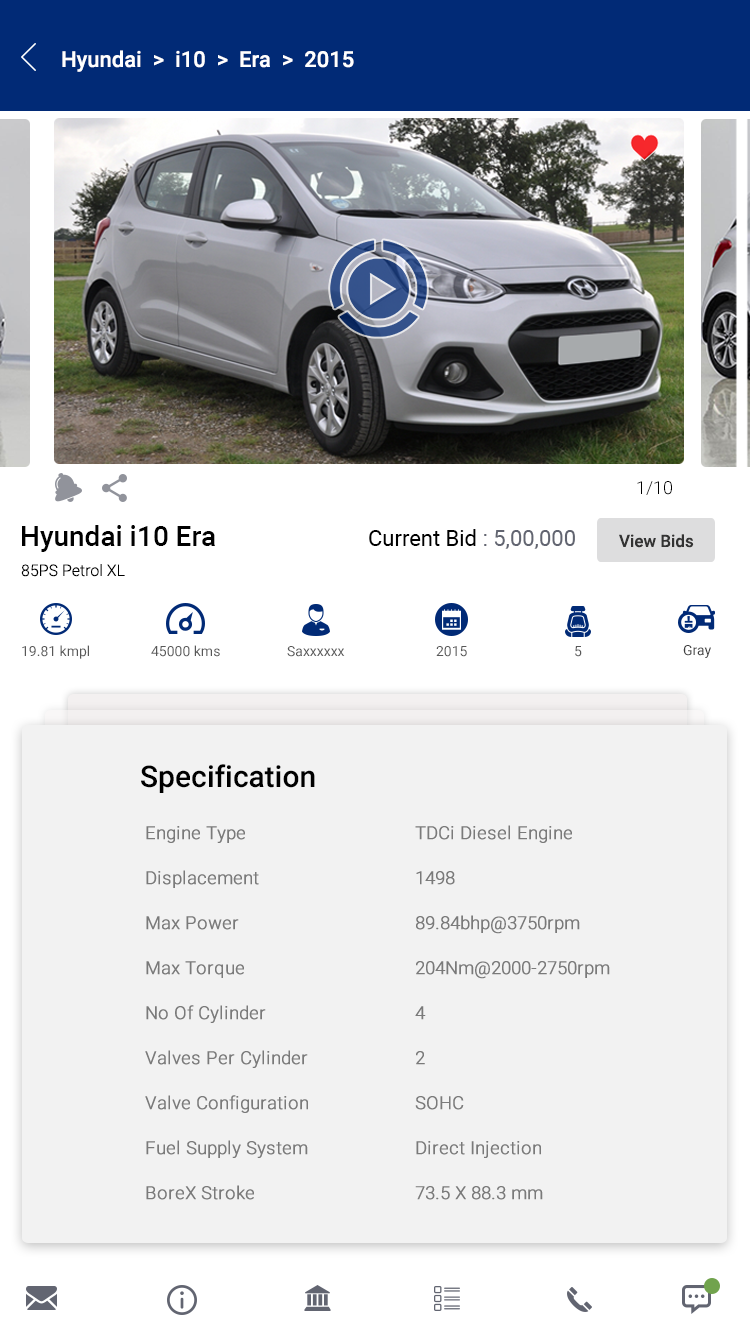 Hyundai > i10 > Era > 2015
1/10
Hyundai i10 Era
Current Bid : 5,00,000
View Bids
85PS Petrol XL
19.81 kmpl
45000 kms
Saxxxxxx
2015
5
Gray
Specification
Engine Type TDCi Diesel Engine
Displacement 1498
Max Power 89.84bhp@3750rpm
Max Torque 204Nm@2000-2750rpm
No Of Cylinder 4
Valves Per Cylinder 2
Valve Configuration SOHC
Fuel Supply System Direct Injection
BoreX Stroke 73.5 X 88.3 mm